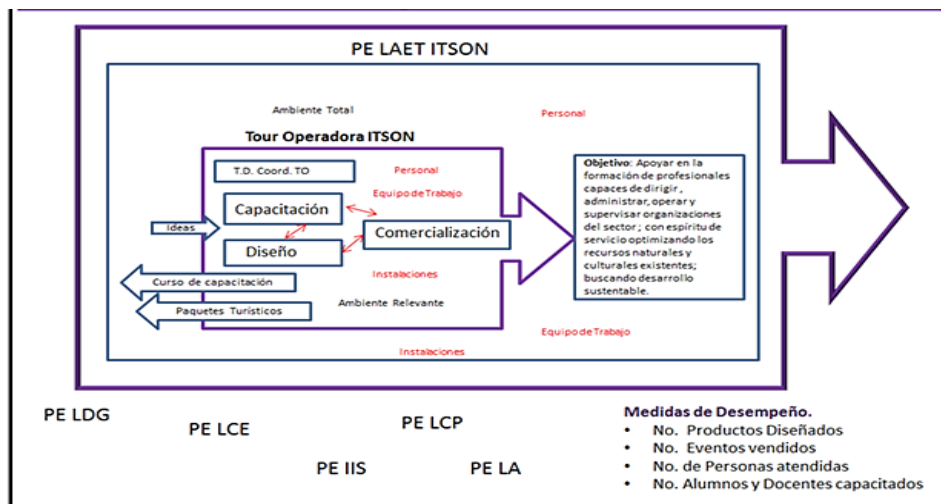 PE LAET ITSON
Ambiente Total
Personal
Tour Operadora ITSON
T.D. Coord. TO
Personal
Equipo de Trabajo
Capacitación
Ideas
Comercialización
Diseño
Instalaciones
Curso de capacitación
Ambiente Relevante
Paquetes Turísticos
Objetivo: Apoyar en la
formación de profesionales
capaces de dirigir ,
administrar, operar y
supervisar organizaciones
del sector ; con espíritu de
servicio optimizando los
recursos naturales y
culturales existentes;
buscando desarrollo
sustentable.
Equipo de Trabajo
Instalaciones
PE LDG
PE LCE
PE LCP
PE IIS
PE LA
Medidas de Desempeño.
• No. Productos Diseñados
• No. Eventos vendidos
• No. de Personas atendidas
• No. Alumnos y Docentes capacitados